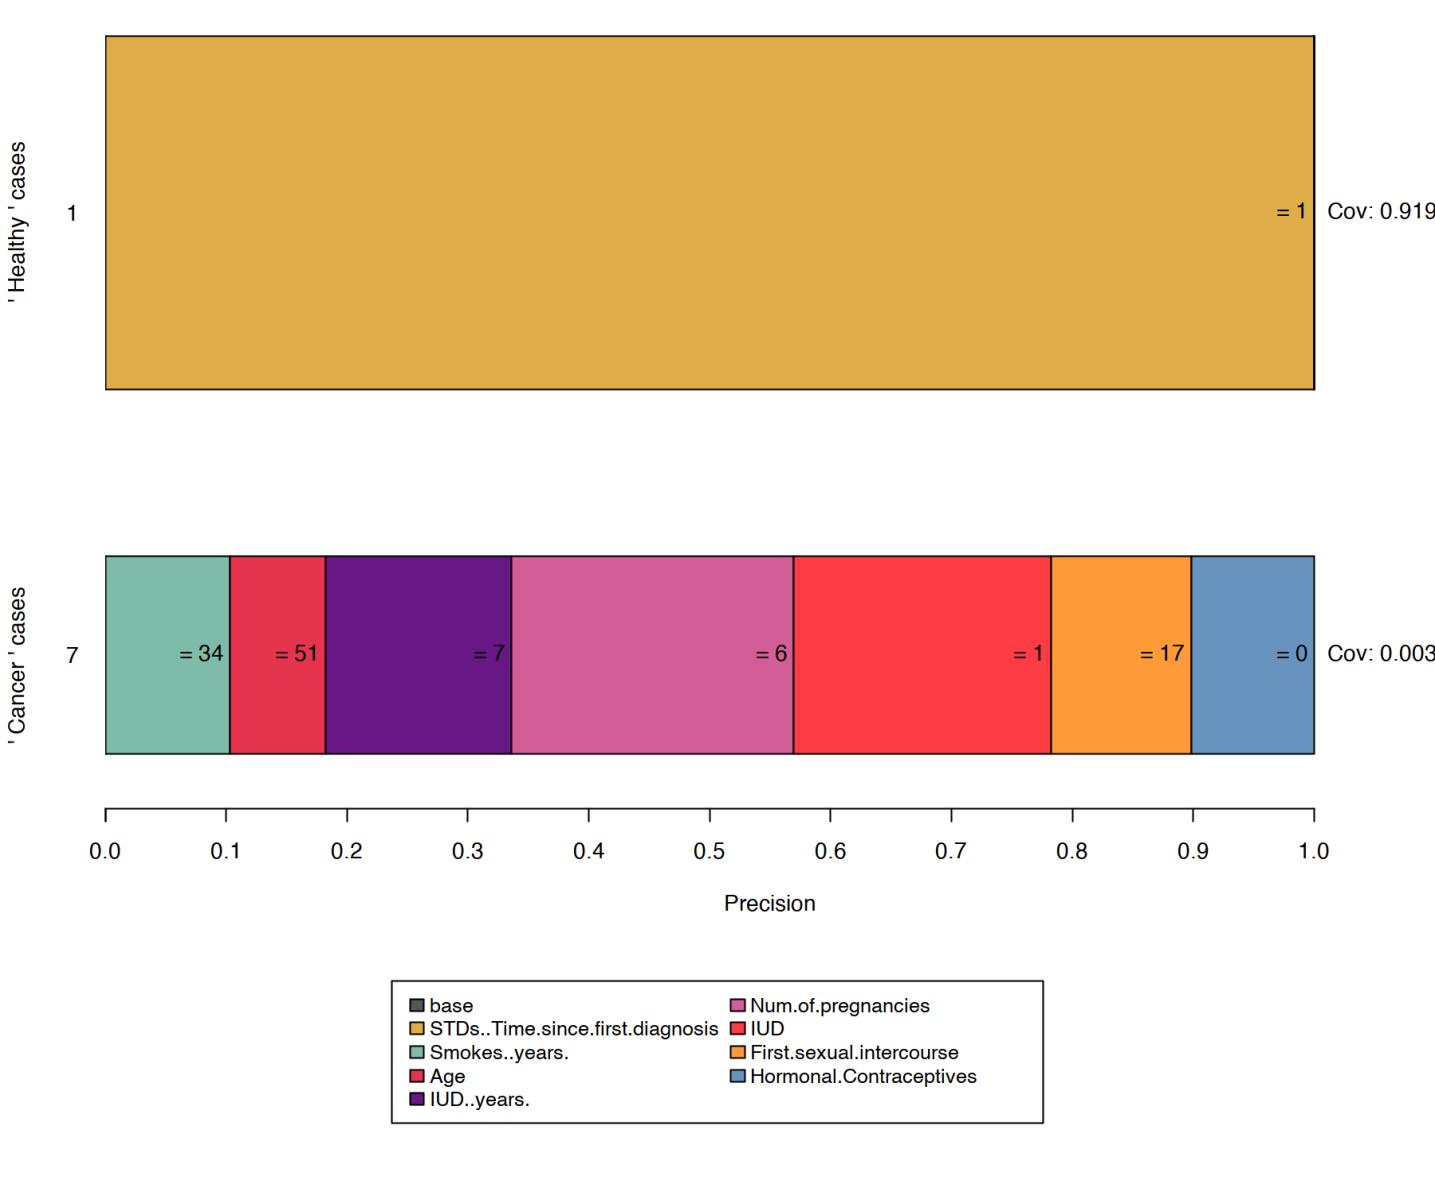 ' Healthy ' cases
1
= 1
Cov: 0.919
' Cancer ' cases
7
= 34
= 51
= 7
= 6
= 1
= 17
= 0
Cov: 0.003
0.0 0.1 0.2 0.3 0.4 0.5 0.6 0.7 0.8 0.9 1.0
Precision
base
STDs..Time.since.first.diagnosis
Smokes..years.
Age
IUD..years.
Num.of.pregnancies
IUD
First.sexual.intercourse
Hormonal.Contraceptives